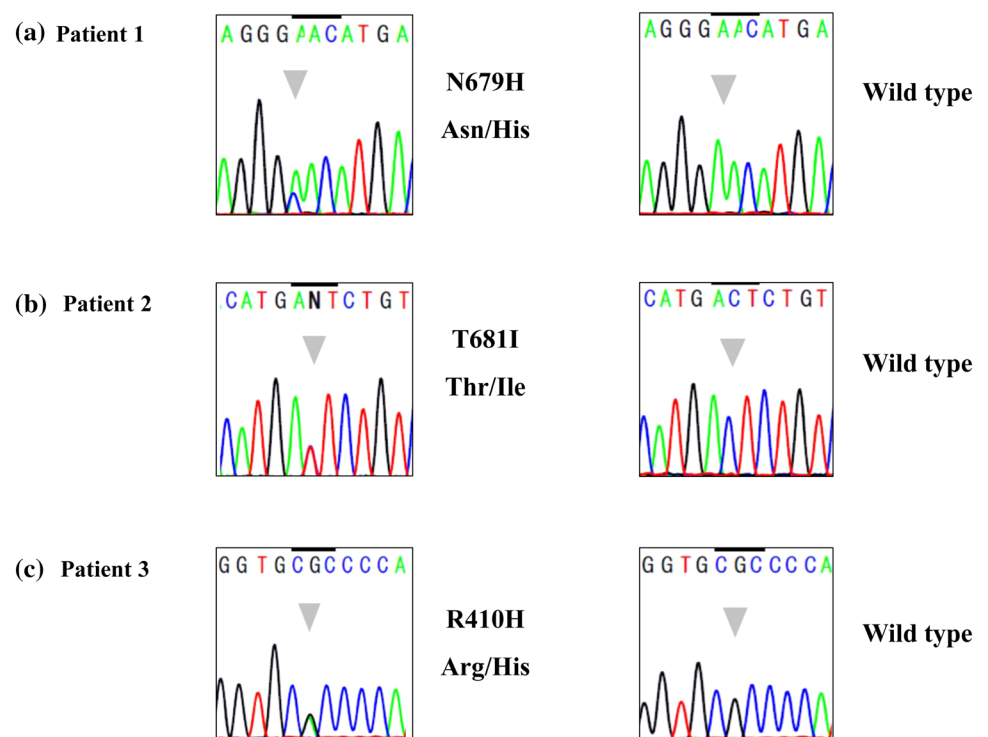 (a) Patient 1
AGGGAACATGA
N679H
Asn/His
AGGGAACATGA
Wild type
(b) Patient 2
CATGANTCTGT
T681I
Thr/Ile
CATGACTCTGT
Wild type
(c) Patient 3
GGTGCGCCCCA
R410H
Arg/His
GGTGCGCCCCA
Wild type